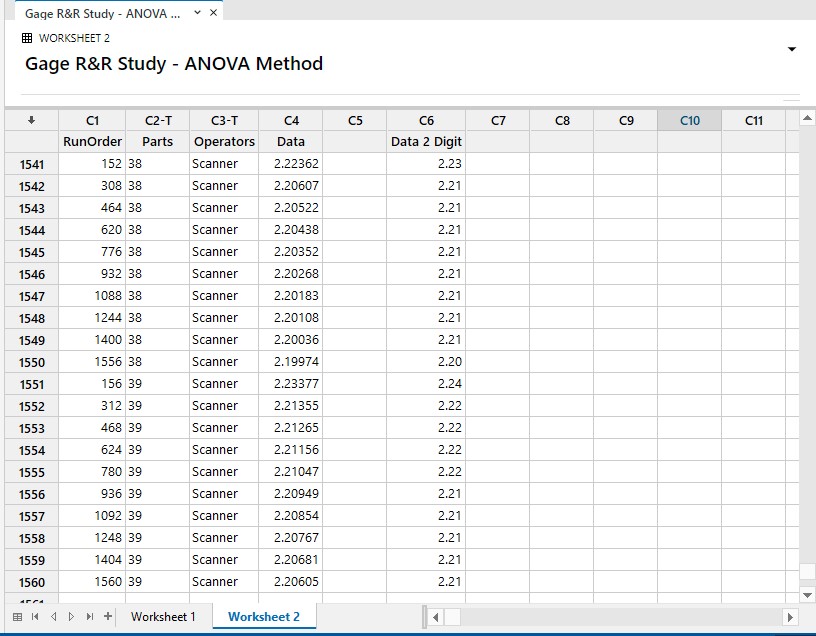 Gage R&R Study - ANOVA ...
WORKSHEET 2
Gage R&R Study - ANOVA Method
C1 C2-T C3-T C4 C5 C6 C7 C8 C9 C10 C11
RunOrder Parts Operators Data Data 2 Digit
1541 152 38 Scanner 2.22362 2.23
1542 308 38 Scanner 2.20607 2.21
1543 464 38 Scanner 2.20522 2.21
1544 620 38 Scanner 2.20438 2.21
1545 776 38 Scanner 2.20352 2.21
1546 932 38 Scanner 2.20268 2.21
1547 1088 38 Scanner 2.20183 2.21
1548 1244 38 Scanner 2.20108 2.21
1549 1400 38 Scanner 2.20036 2.21
1550 1556 38 Scanner 2.19974 2.20
1551 156 39 Scanner 2.23377 2.24
1552 312 39 Scanner 2.21355 2.22
1553 468 39 Scanner 2.21265 2.22
1554 624 39 Scanner 2.21156 2.22
1555 780 39 Scanner 2.21047 2.22
1556 936 39 Scanner 2.20949 2.21
1557 1092 39 Scanner 2.20854 2.21
1558 1248 39 Scanner 2.20767 2.21
1559 1404 39 Scanner 2.20681 2.21
1560 1560 39 Scanner 2.20605 2.21
Worksheet 1 Worksheet 2